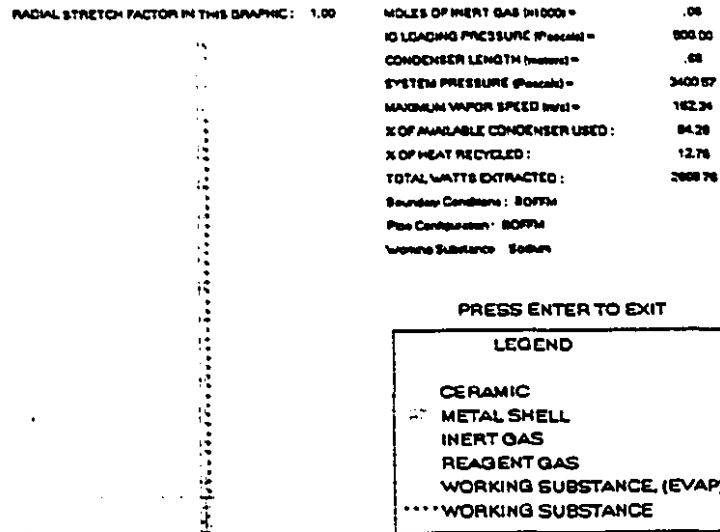 RADIAL STRETCH FACTOR IN THIS GRAPHIC: 1.00
MOLES OF INERT GAS (x1000) = .08
IG LOADING PRESSURE (Pascals) = 800.00
CONDENSER LENGTH (meters) = .68
SYSTEM PRESSURE (Pascals) = 3400.57
MAXIMUM VAPOR SPEED (m/s) = 162.34
% OF AVAILABLE CONDENSER USED: 84.28
% OF HEAT RECYCLED: 12.76
TOTAL WATTS EXTRACTED:
Boundary Conditions: BOFFM
Pipe Configuration: BOFFM
Working Substance Sodium
PRESS ENTER TO EXIT
LEGEND
CERAMIC
METAL SHELL
INERT GAS
REAGENT GAS
WORKING SUBSTANCE, (EVAP)
WORKING SUBSTANCE